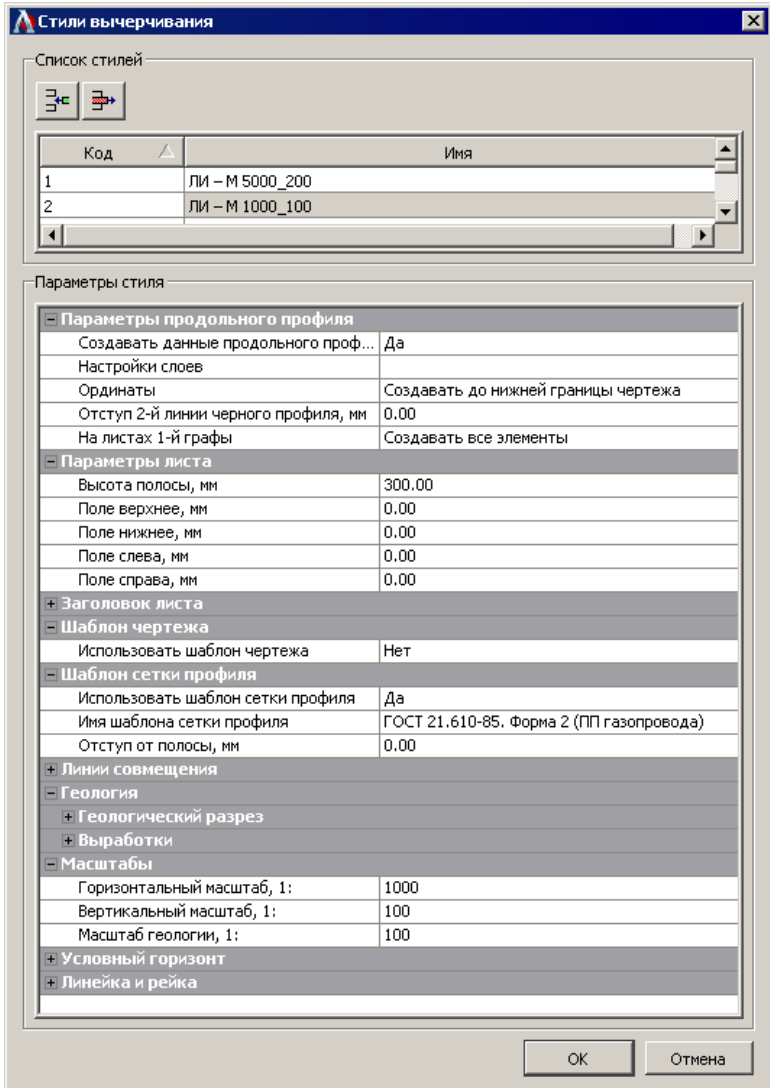 Стили вычерчивания
Список стилей
Код Имя
1 ЛИ – М 5000_200
2 ЛИ – М 1000_100
Параметры стиля
Параметры продольного профиля
Создавать данные продольного проф... Да
Настройки слоев
Ординаты Создавать до нижней границы чертежа
Отступ 2-й линии черного профиля, мм 0.00
На листах 1-й графы Создавать все элементы
Параметры листа
Высота полосы, мм 300.00
Поле верхнее, мм 0.00
Поле нижнее, мм 0.00
Поле слева, мм 0.00
Поле справа, мм 0.00
Заголовок листа
Шаблон чертежа
Использовать шаблон чертежа Нет
Шаблон сетки профиля
Использовать шаблон сетки профиля Да
Имя шаблона сетки профиля ГОСТ 21.610-85. Форма 2 (ПП газопровода)
Отступ от полосы, мм 0.00
Линии совмещения
Геология
Геологический разрез
Выработки
Масштабы
Горизонтальный масштаб, 1: 1000
Вертикальный масштаб, 1: 100
Масштаб геологии, 1: 100
Условный горизонт
Линейка и рейка
OK Отмена